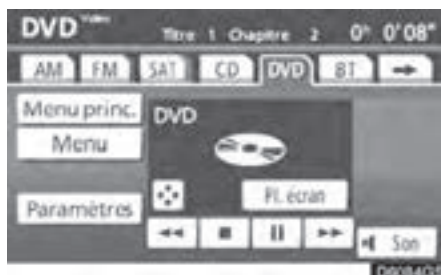 DVD Video Titre 1 Chapitre 2 0h 0'08"
AM FM SAT CD DVD BT
Menu princ.
DVD
Menu
Pl. écran
Paramètres
Son